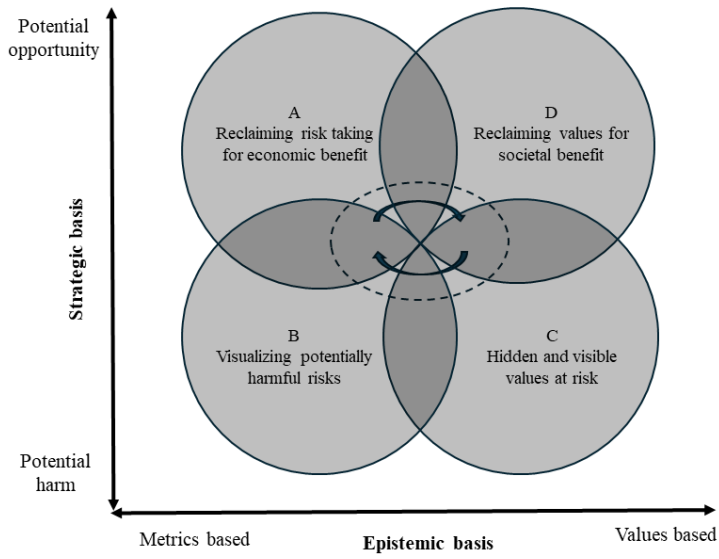 Potential
opportunity
A
Reclaiming risk taking
for economic benefit
D
Reclaiming values for
societal benefit
Strategic basis
B
Visualizing potentially
harmful risks
C
Hidden and visible
values at risk
Potential
harm
Metrics based
Epistemic basis
Values based